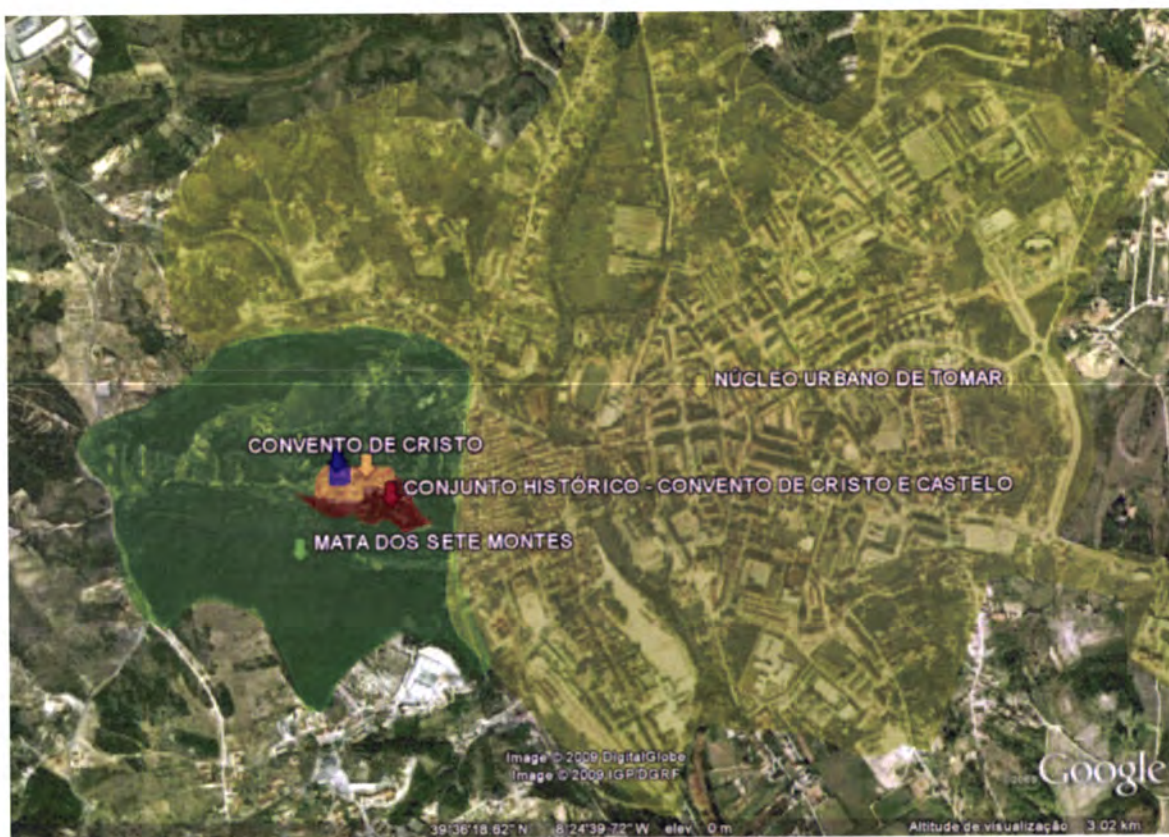 NÚCLEO URBANO DE TOMAR
CONVENTO DE CRISTO
CONJUNTO HISTÓRICO - CONVENTO DE CRISTO E CASTELO
MATA DOS SETE MONTES
Image © 2009 DigitalGlobe
Image © 2009 IGP/DGRF
Google
39°36'18.62" N 8°24'39.72" W elev 0 m
Altitude de visualização 3.02 km